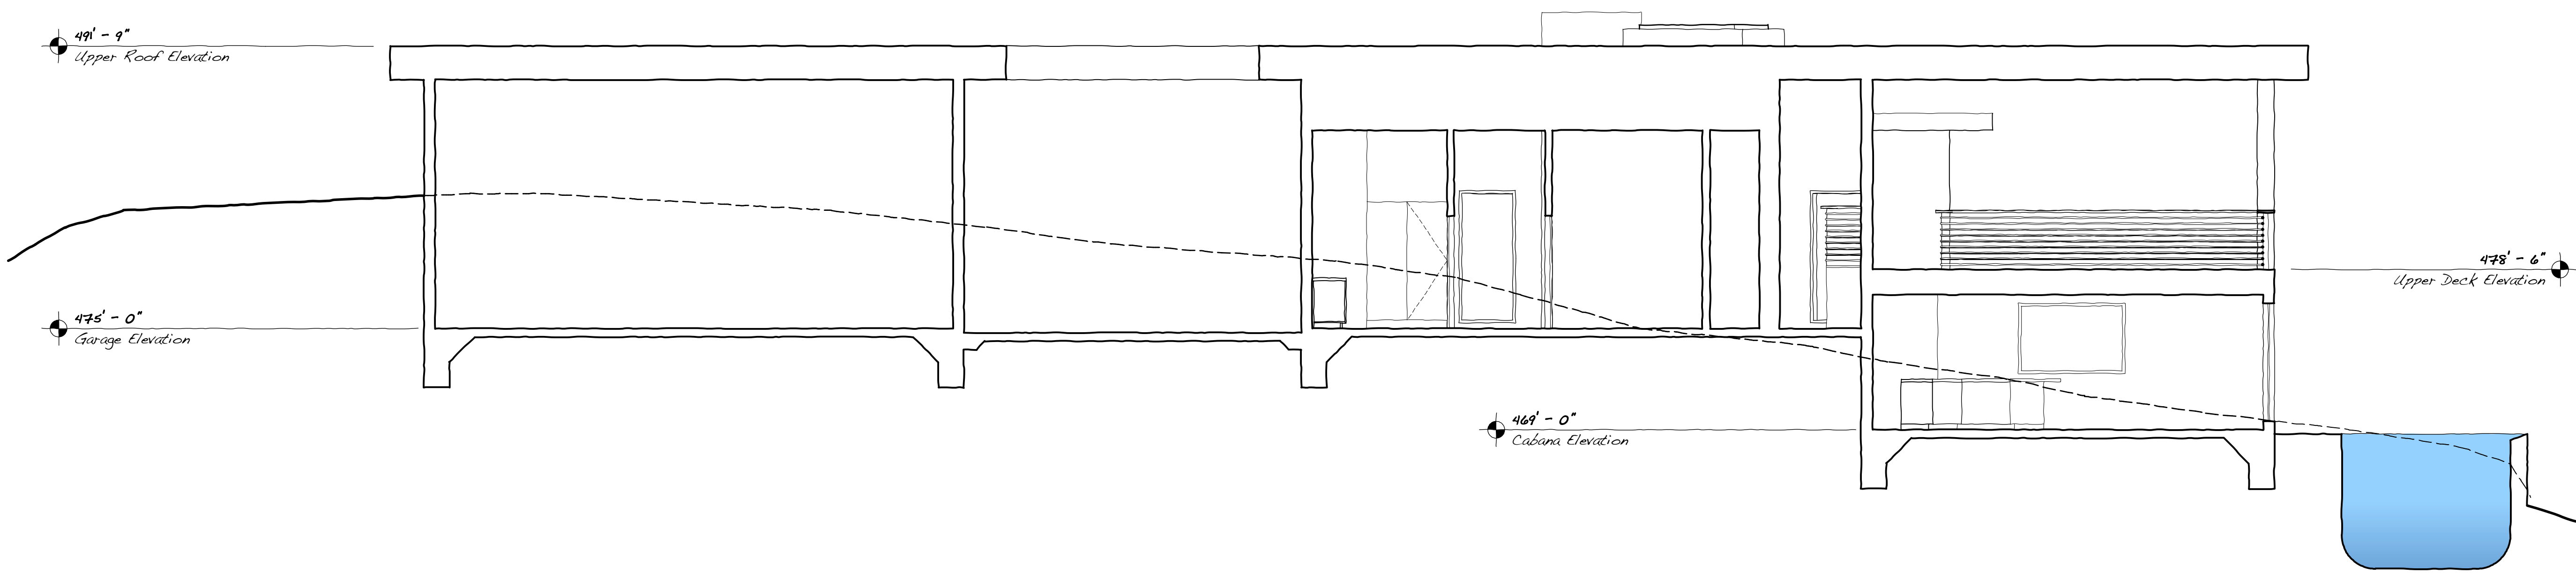 491' - 9"
Upper Roof Elevation
478' - 6"
Upper Deck Elevation
475' - 0"
Garage Elevation
469' - 0"
Cabana Elevation